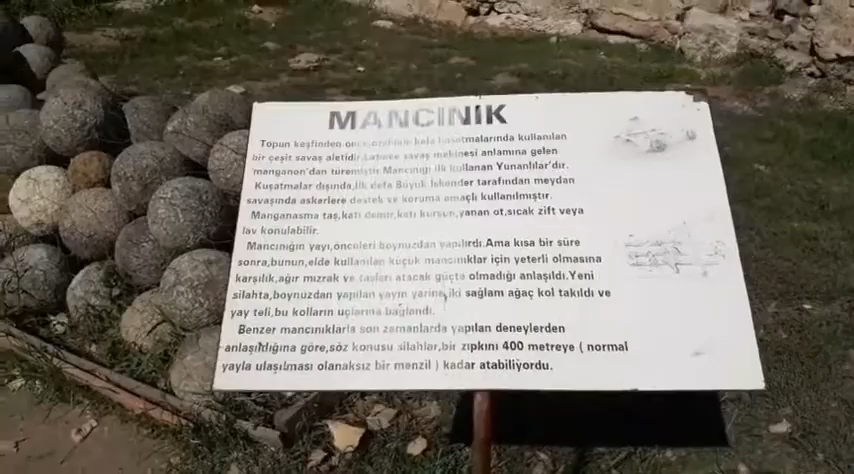 MANCINIK
Topun keşfinden önce özellikle kale kuşatmalarında kullanılan
bir çeşit savaş aletidir. Latince savaş makinesi anlamına gelen
'manganon'dan türemiştir Mancınığı ilk kullanan Yunanlılar'dır.
Kuşatmalar dışında,ilk defa Büyük İskender tarafından meydan
savaşında askerlere destek ve koruma amaçlı kullanılmıştır.
Manganasma taş,katı demir,katı kurşun,yanan ot,sıcak zift veya
lav konulabilir.
Mancınığın yayı,öncüleri boynuzdan yapılırdı.Ama kısa bir süre
sonra,bunun,elde kullanılan küçük mancınıklar için yeterli olmasına
karşılık,ağır mızrak ve taşları atacak güçte olmadığı anlaşıldı.Yeni
silahta,boynuzdan yapılan yayın yerine,iki sağlam ağaç kol takıldı ve
yay teli,bu kolların uçlarına bağlandı.
Benzer mancınıklarla son zamanlarda yapılan deneylerden
anlaşıldığına göre,söz konusu silahlar,bir zıpkını 400 metreye ( normal
yayla ulaşılması olanaksız bir menzil ) kadar atabiliyordu.